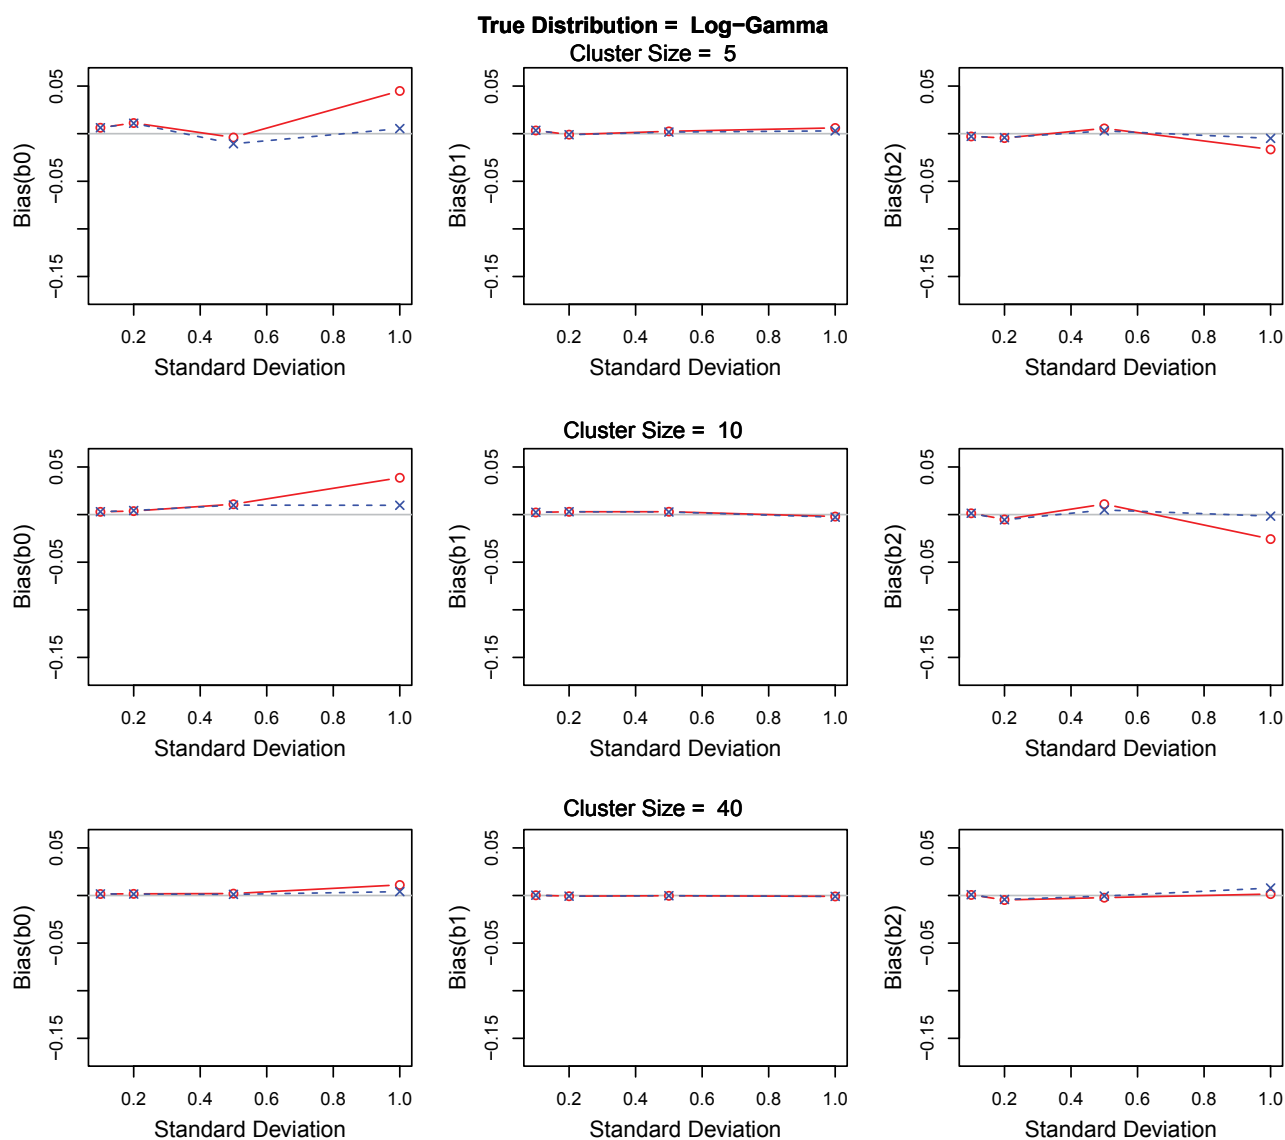 True Distribution = Log−Gamma
Cluster Size = 5
Bias(b0)
0.05
−0.05
−0.15
0.2 0.4 0.6 0.8 1.0
Standard Deviation
Bias(b1)
0.05
−0.05
−0.15
0.2 0.4 0.6 0.8 1.0
Standard Deviation
Bias(b2)
0.05
−0.05
−0.15
0.2 0.4 0.6 0.8 1.0
Standard Deviation
Cluster Size = 10
Bias(b0)
0.05
−0.05
−0.15
0.2 0.4 0.6 0.8 1.0
Standard Deviation
Bias(b1)
0.05
−0.05
−0.15
0.2 0.4 0.6 0.8 1.0
Standard Deviation
Bias(b2)
0.05
−0.05
−0.15
0.2 0.4 0.6 0.8 1.0
Standard Deviation
Cluster Size = 40
Bias(b0)
0.05
−0.05
−0.15
0.2 0.4 0.6 0.8 1.0
Standard Deviation
Bias(b1)
0.05
−0.05
−0.15
0.2 0.4 0.6 0.8 1.0
Standard Deviation
Bias(b2)
0.05
−0.05
−0.15
0.2 0.4 0.6 0.8 1.0
Standard Deviation